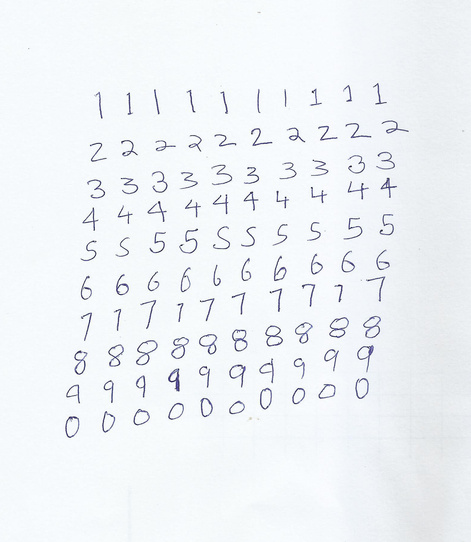 1 1 1 1 1 1 1 1 1 1
2 2 2 2 2 2 2 2 2 2
3 3 3 3 3 3 3 3 3 3
4 4 4 4 4 4 4 4 4 4
5 5 5 5 5 5 5 5 5 5
6 6 6 6 6 6 6 6 6 6
7 7 7 7 7 7 7 7 7 7
8 8 8 8 8 8 8 8 8 8
9 9 9 9 9 9 9 9 9 9
0 0 0 0 0 0 0 0 0 0